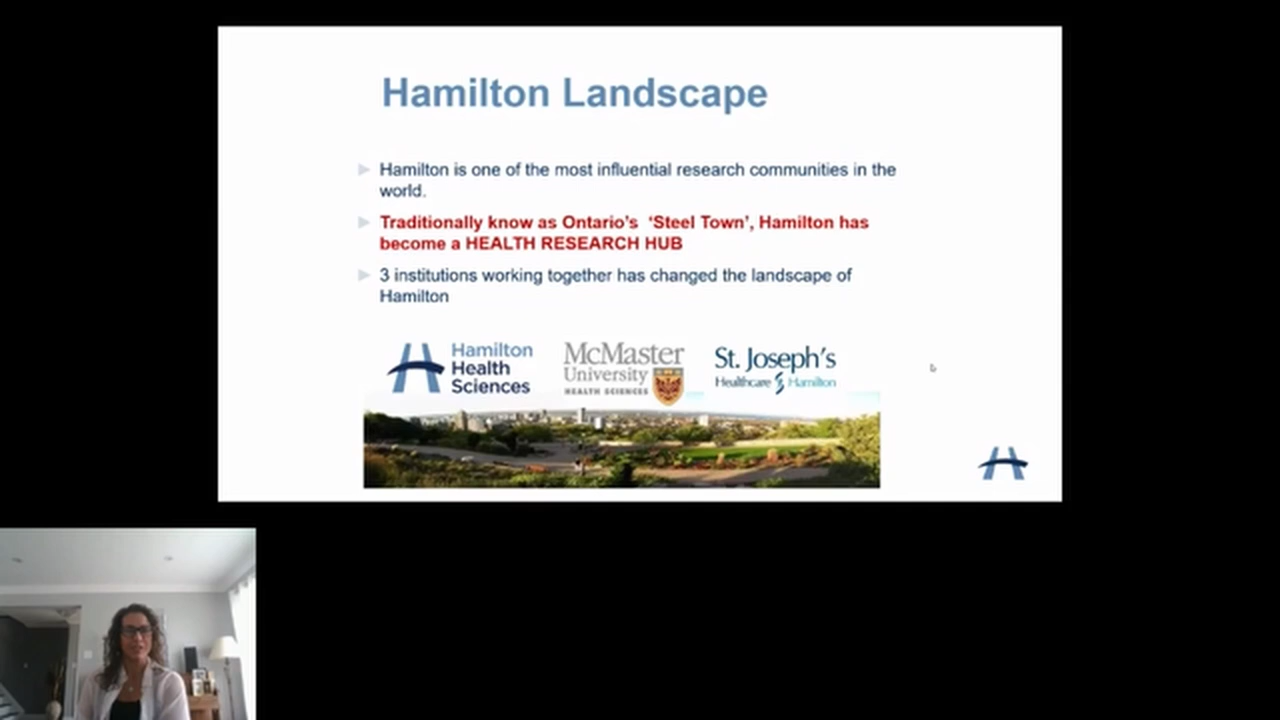 Hamilton Landscape
Hamilton is one of the most influential research communities in the
world.
Traditionally know as Ontario's 'Steel Town', Hamilton has
become a HEALTH RESEARCH HUB
3 institutions working together has changed the landscape of
Hamilton
Hamilton
Health
Sciences
McMaster
University
HEALTH SCIENCES
St. Joseph's
Healthcare Hamilton